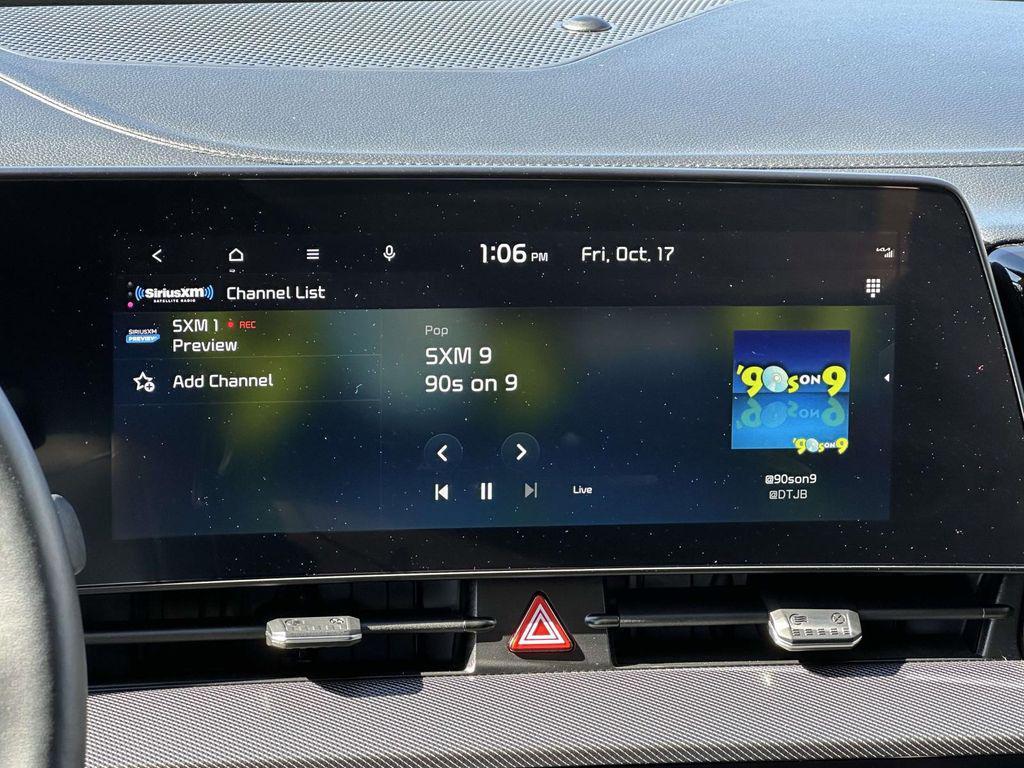 1:06 PM
Fri, Oct. 17
KIA
SiriusXM
SATELLITE RADIO
Channel List
SIRIUSXM
PREVIEW
SXM 1 REC
Preview
Add Channel
Pop
SXM 9
90s on 9
Live
'90s ON 9
'90s ON 9
@90son9
@DTJB